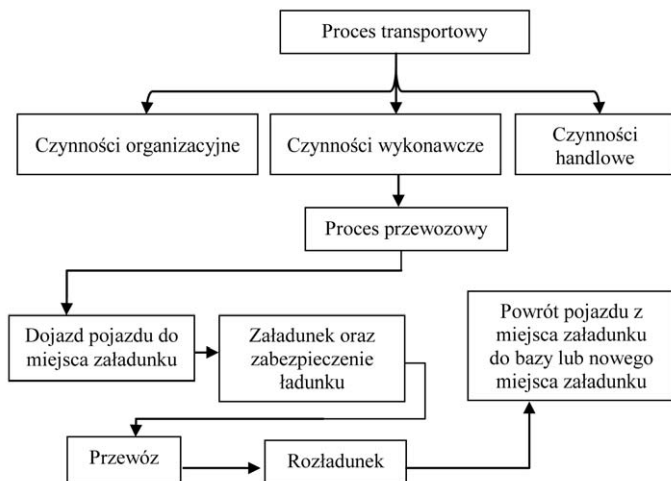 Proces transportowy
Czynności organizacyjne
Czynności wykonawcze
Czynności
handlowe
Proces przewozowy
Dojazd pojazdu do
miejsca załadunku
Załadunek oraz
zabezpieczenie
ładunku
Powrót pojazdu z
miejsca załadunku
do bazy lub nowego
miejsca załadunku
Przewóz
Rozładunek